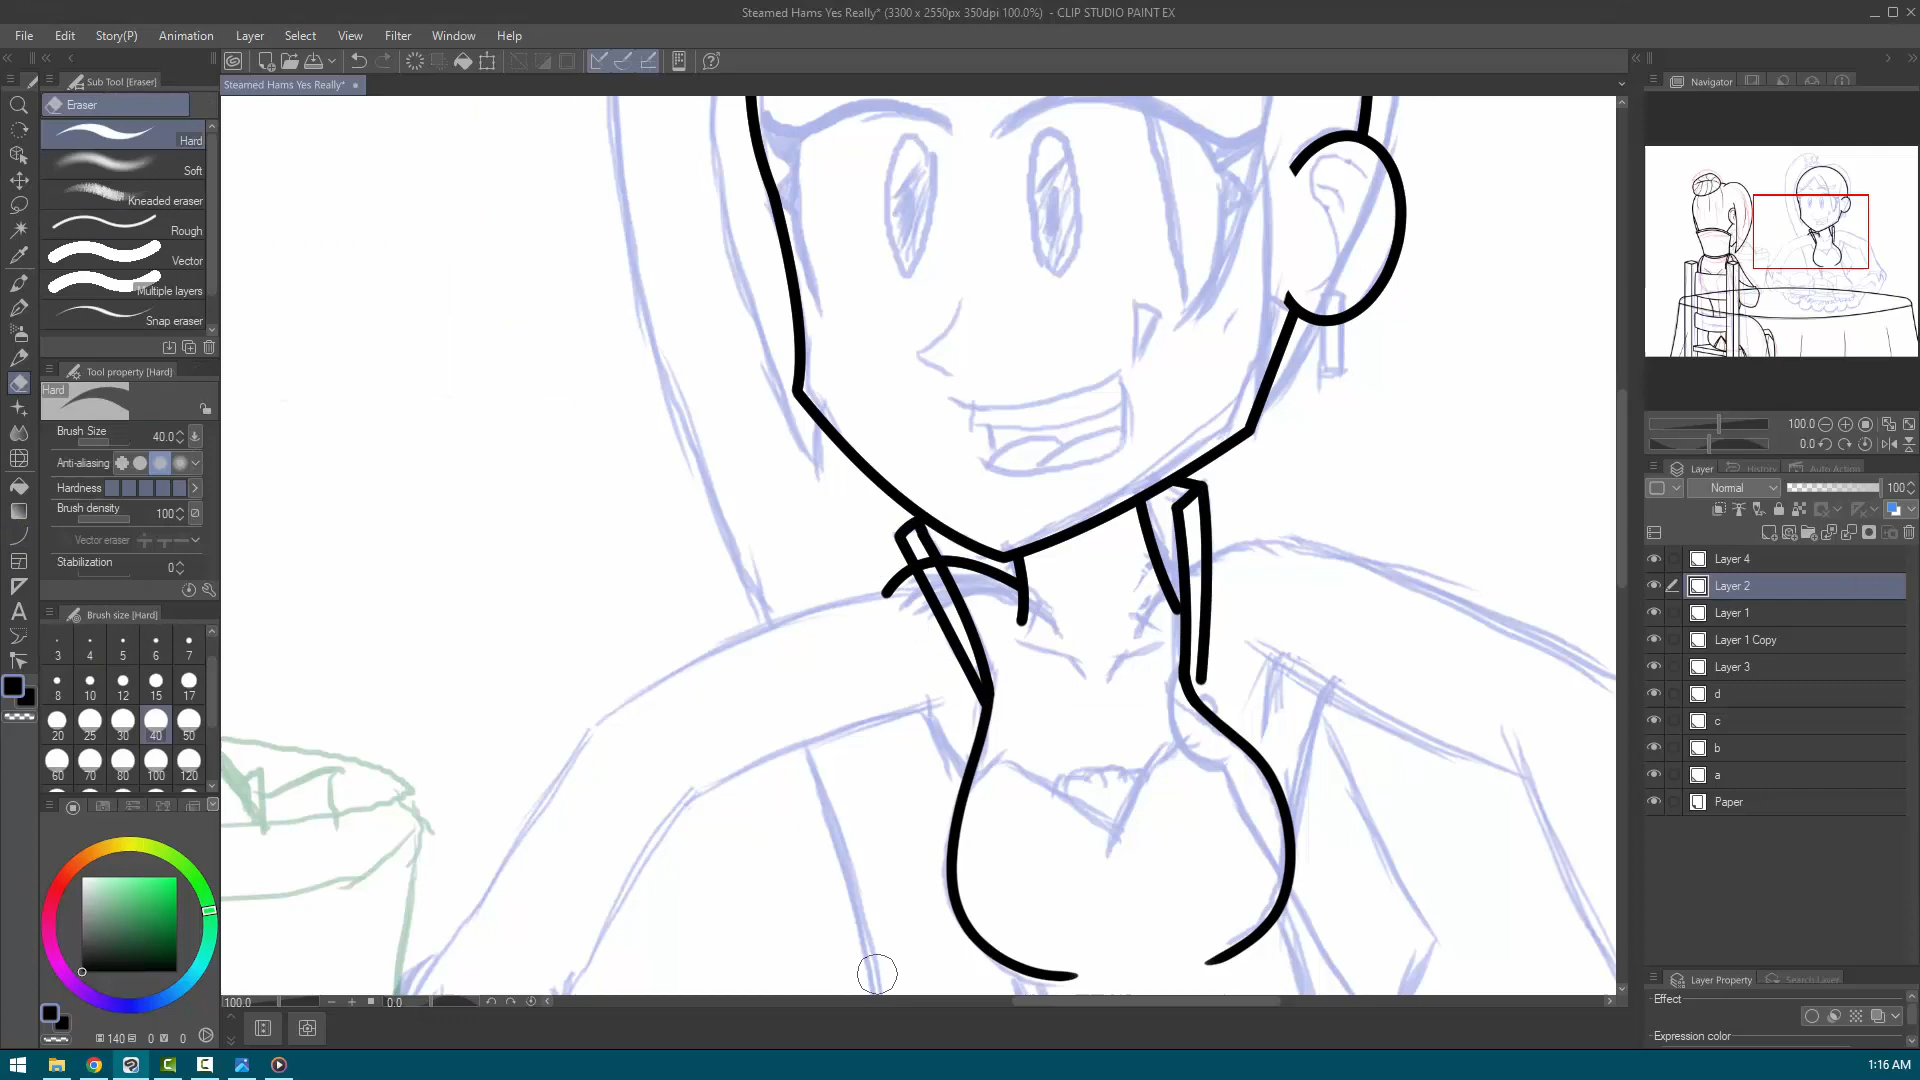 Steamed Hams Yes Really* (3300 x 2550px 350dpi 100.0%) - CLIP STUDIO PAINT EX
File Edit Story(P) Animation Layer Select View Filter Window Help
Sub Tool [Eraser]
Steamed Hams Yes Really*
Navigator
Eraser
Hard
Soft
Kneaded eraser
Rough
Vector
Multiple layers
Snap eraser
Tool property [Hard]
Hard
Brush Size 40.0
Anti-aliasing
Hardness
Brush density 100
Vector eraser
Stabilization 0
Brush size [Hard]
3 4 5 6 7
8 10 12 15 17
20 25 30 40 50
60 70 80 100 120
140 0 V 0
100.0 0.0
100.0
0.0
Layer History Auto Action
Normal 100
Layer 4
Layer 2
Layer 1
Layer 1 Copy
Layer 3
d
c
b
a
Paper
Layer Property Search Layer
Effect
Expression color
1:16 AM